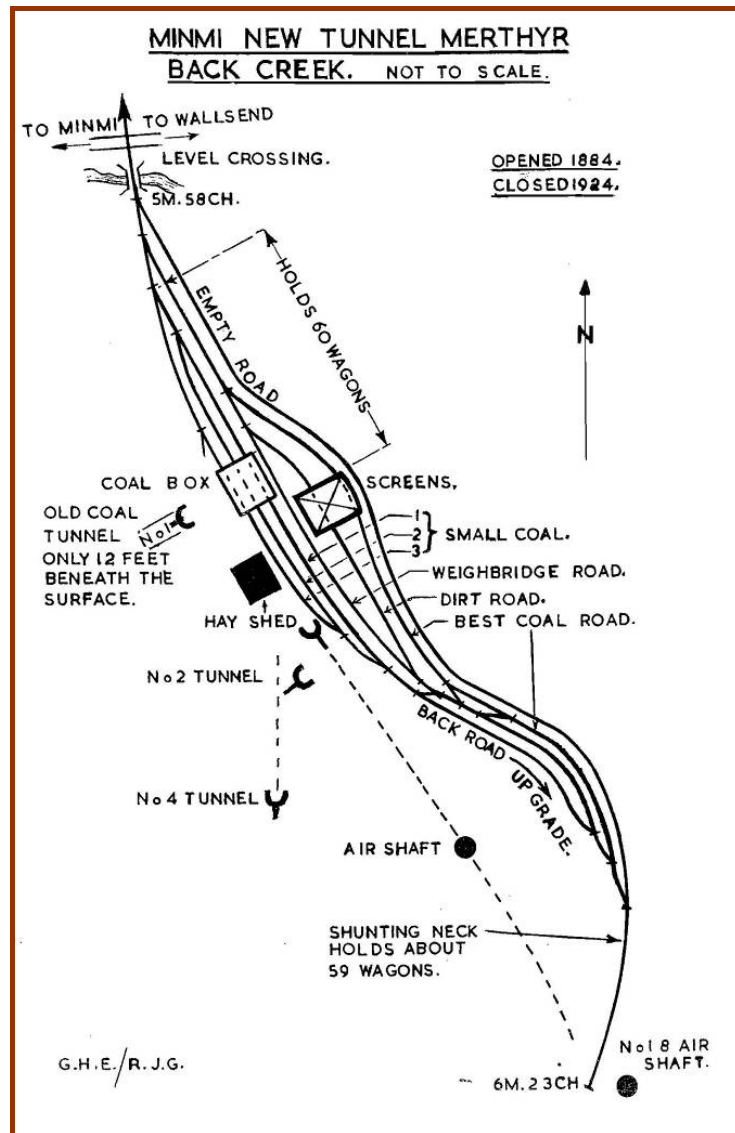 MINMI NEW TUNNEL MERTHYR
BACK CREEK. NOT TO SCALE.
TO MINMI
TO WALLSEND
LEVEL CROSSING.
5M. 58CH.
OPENED 1884.
CLOSED 1924.
EMPTY ROAD
HOLDS 60 WAGONS
N
COAL BOX
SCREENS,
OLD COAL
TUNNEL
ONLY 12 FEET
BENEATH THE
SURFACE.
No1
1
2
3
SMALL COAL.
WEIGHBRIDGE ROAD.
DIRT ROAD.
BEST COAL ROAD.
HAY SHED
No2 TUNNEL
BACK ROAD
UP GRADE.
No4 TUNNEL
AIR SHAFT
SHUNTING NECK
HOLDS ABOUT
59 WAGONS.
G.H.E./R.J.G.
6M. 23CH
No18 AIR
SHAFT.